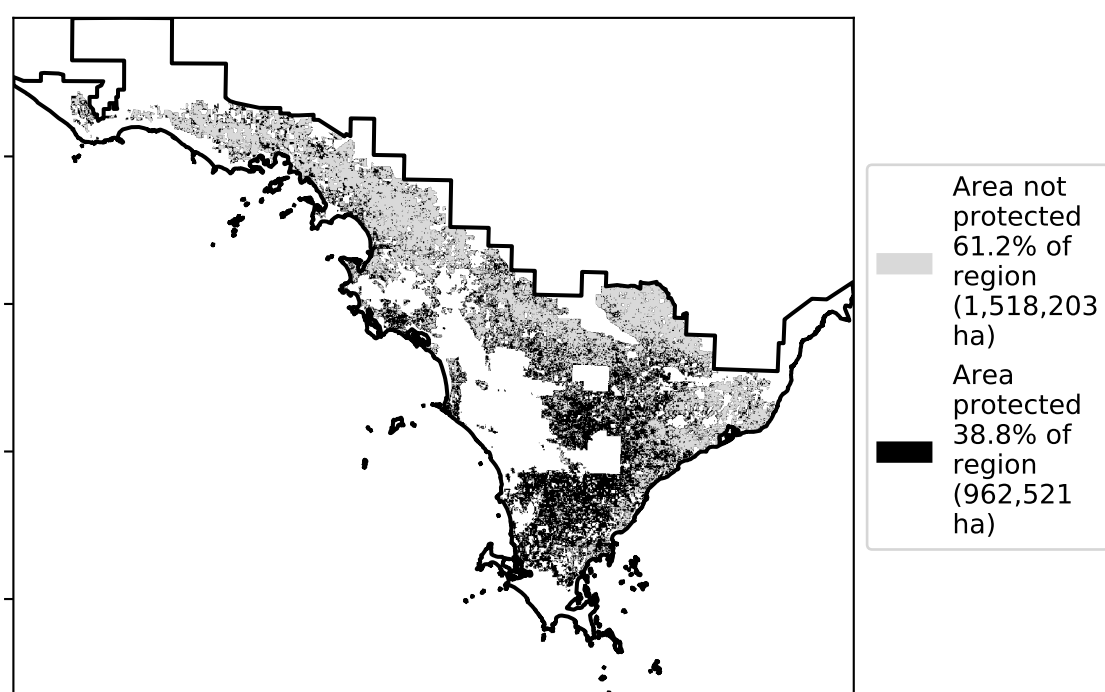 Area not
protected
61.2% of
region
(1,518,203
ha)
Area
protected
38.8% of
region
(962,521
ha)